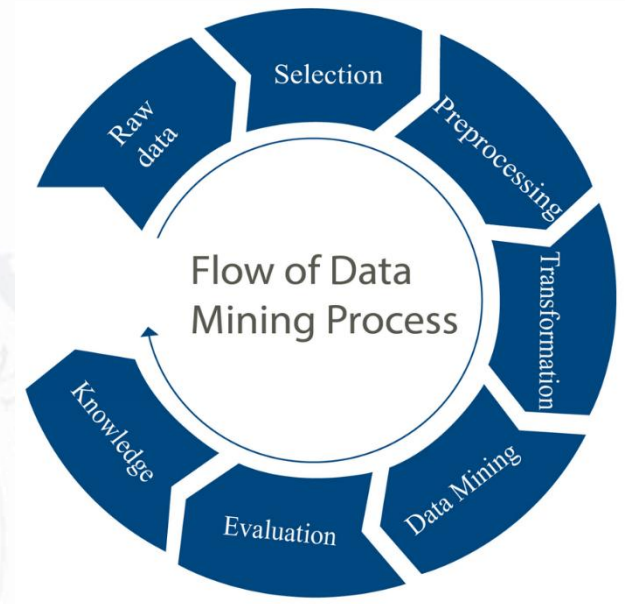 Raw
data
Selection
Preprocessing
Transformation
Data Mining
Evaluation
Knowledge
Flow of Data
Mining Process